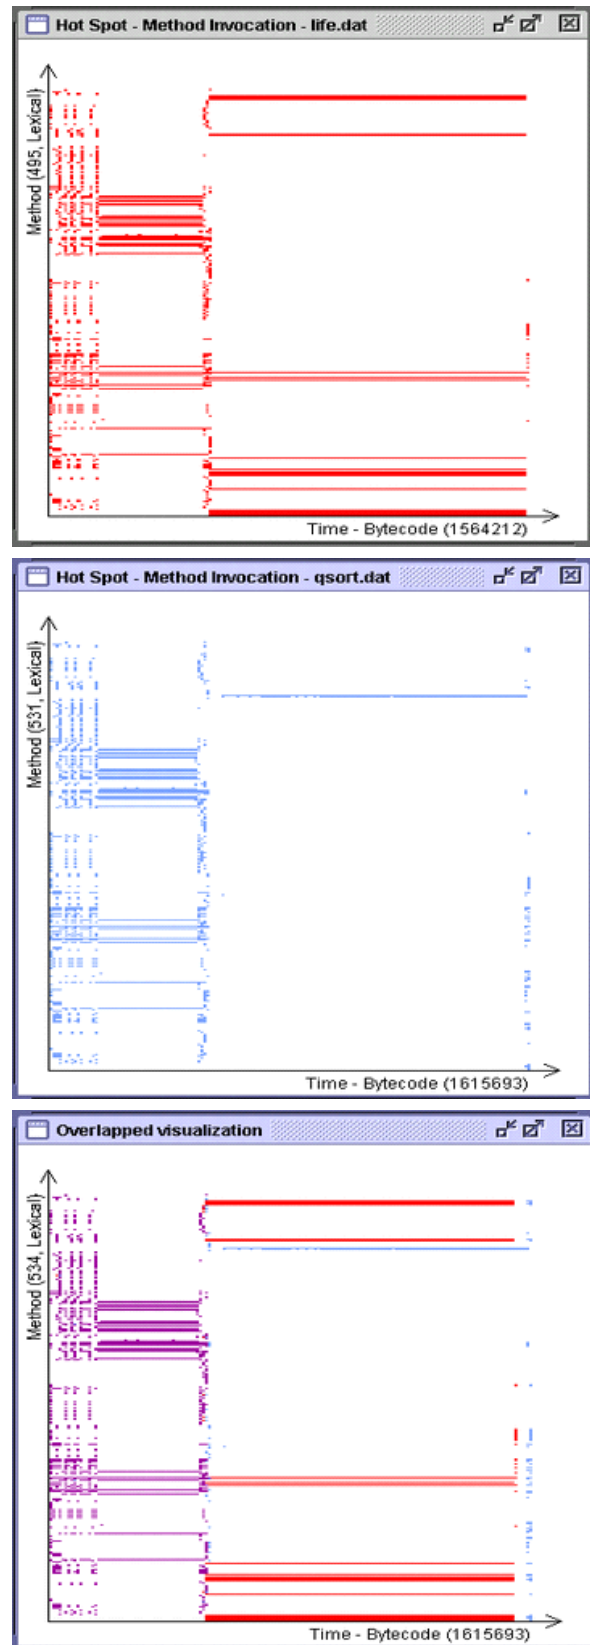 Hot Spot - Method Invocation - life.dat
Method (495, Lexical)
Time - Bytecode (1564212)
Hot Spot - Method Invocation - qsort.dat
Method (531, Lexical)
Time - Bytecode (1615693)
Overlapped visualization
Method (534, Lexical)
Time - Bytecode (1615693)